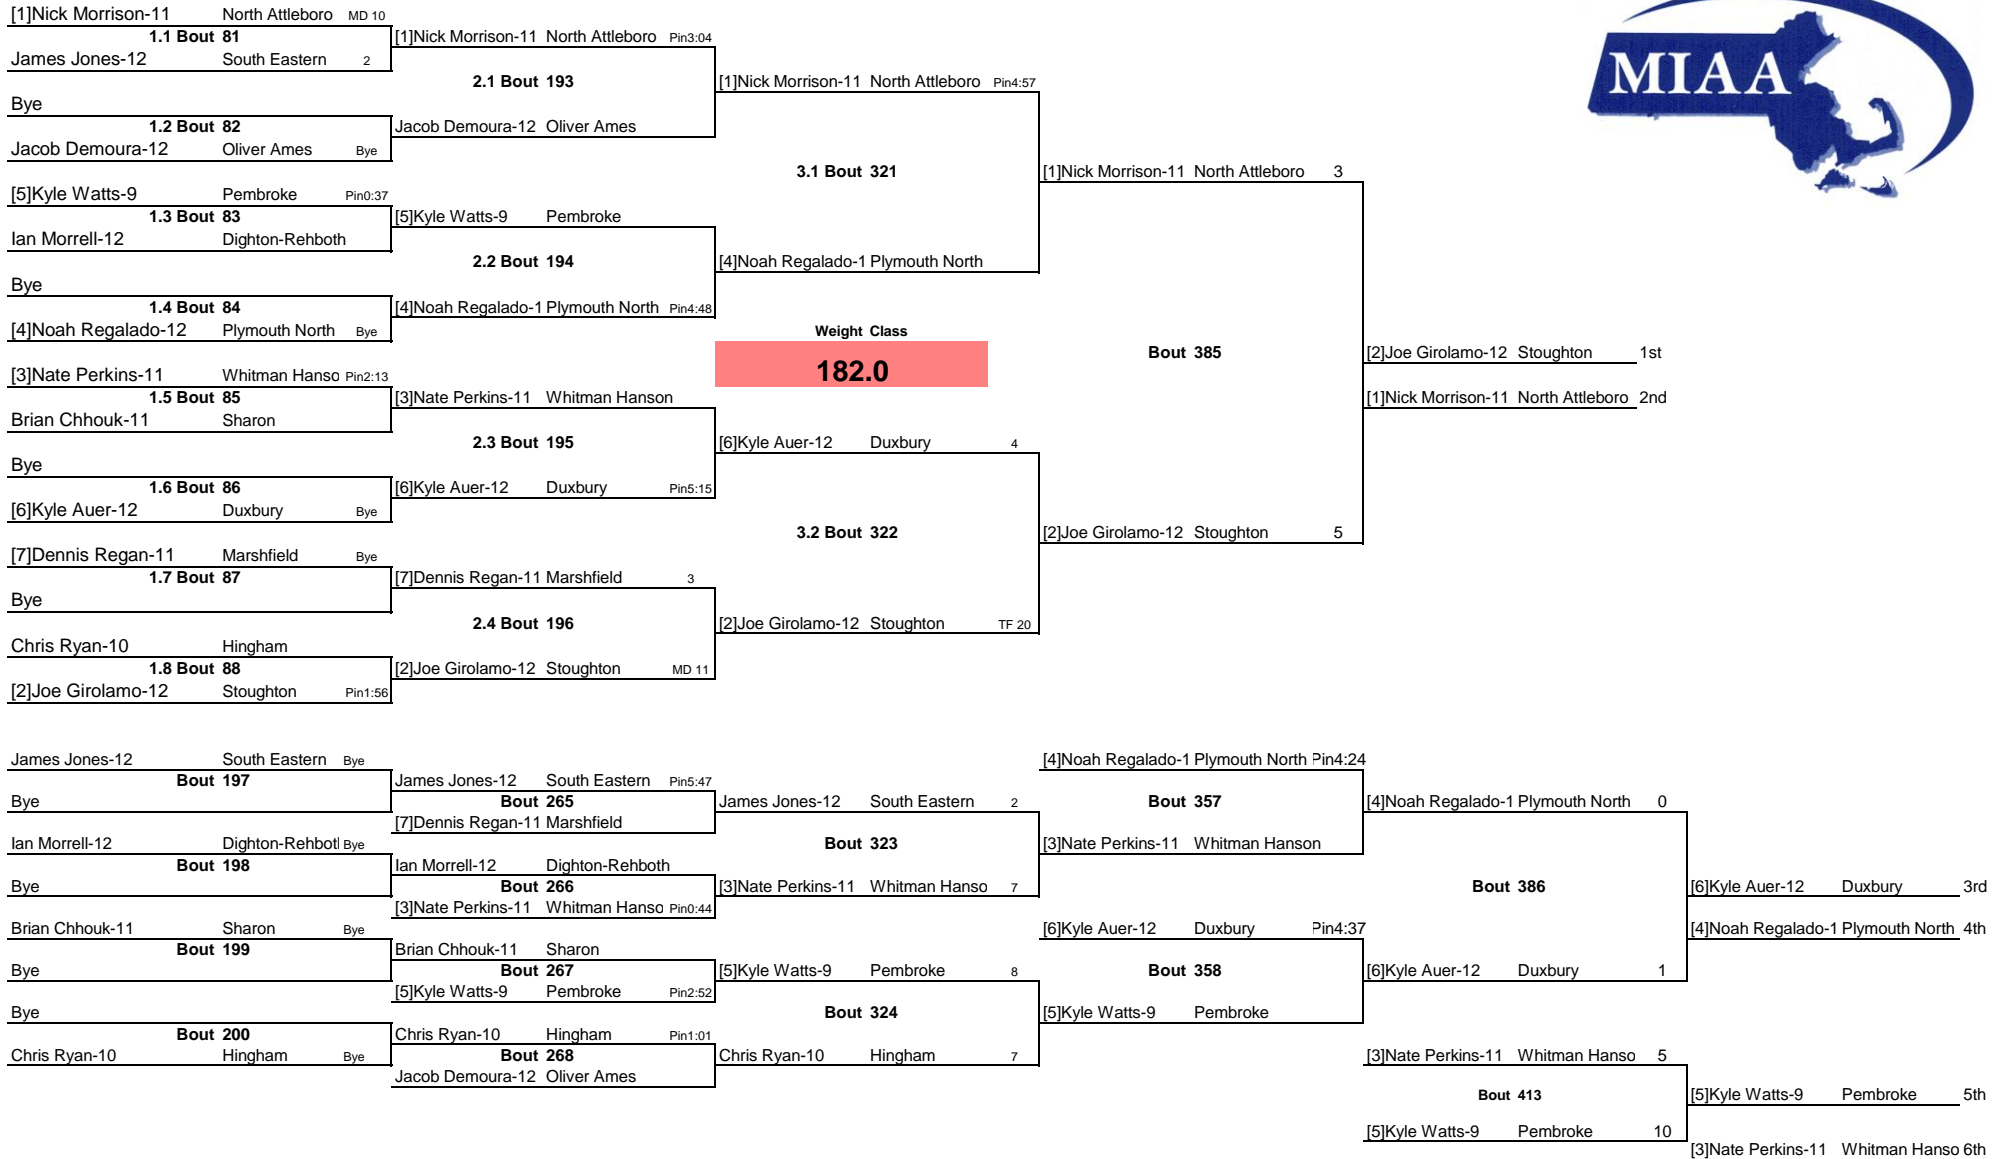 [1]Nick Morrison-11 North Attleboro MD 10
1.1 Bout 81
James Jones-12 South Eastern 2
Bye
1.2 Bout 82
Jacob Demoura-12 Oliver Ames Bye
[5]Kyle Watts-9 Pembroke Pin0:37
1.3 Bout 83
Ian Morrell-12 Dighton-Rehboth
Bye
1.4 Bout 84
[4]Noah Regalado-12 Plymouth North Bye
[3]Nate Perkins-11 Whitman Hanso Pin2:13
1.5 Bout 85
Brian Chhouk-11 Sharon
Bye
1.6 Bout 86
[6]Kyle Auer-12 Duxbury Bye
[7]Dennis Regan-11 Marshfield Bye
1.7 Bout 87
Bye
Chris Ryan-10 Hingham
1.8 Bout 88
[2]Joe Girolamo-12 Stoughton Pin1:56
[1]Nick Morrison-11 North Attleboro Pin3:04
2.1 Bout 193
Jacob Demoura-12 Oliver Ames
[5]Kyle Watts-9 Pembroke
2.2 Bout 194
[4]Noah Regalado-1 Plymouth North Pin4:48
[3]Nate Perkins-11 Whitman Hanson
2.3 Bout 195
[6]Kyle Auer-12 Duxbury Pin5:15
[7]Dennis Regan-11 Marshfield 3
2.4 Bout 196
[2]Joe Girolamo-12 Stoughton MD 11
[1]Nick Morrison-11 North Attleboro Pin4:57
3.1 Bout 321
[4]Noah Regalado-1 Plymouth North
Weight Class
182.0
[6]Kyle Auer-12 Duxbury 4
3.2 Bout 322
[2]Joe Girolamo-12 Stoughton TF 20
[1]Nick Morrison-11 North Attleboro 3
Bout 385
[2]Joe Girolamo-12 Stoughton 5
MIAA
[2]Joe Girolamo-12 Stoughton 1st
[1]Nick Morrison-11 North Attleboro 2nd
James Jones-12 South Eastern Bye
Bout 197
Bye
Ian Morrell-12 Dighton-Rehbotl Bye
Bout 198
Bye
Brian Chhouk-11 Sharon Bye
Bout 199
Bye
Bye
Bout 200
Chris Ryan-10 Hingham Bye
James Jones-12 South Eastern Pin5:47
Bout 265
[7]Dennis Regan-11 Marshfield
Ian Morrell-12 Dighton-Rehboth
Bout 266
[3]Nate Perkins-11 Whitman Hanso Pin0:44
Brian Chhouk-11 Sharon
Bout 267
[5]Kyle Watts-9 Pembroke Pin2:52
Chris Ryan-10 Hingham Pin1:01
Bout 268
Jacob Demoura-12 Oliver Ames
James Jones-12 South Eastern 2
Bout 323
[3]Nate Perkins-11 Whitman Hanso 7
[5]Kyle Watts-9 Pembroke 8
Bout 324
Chris Ryan-10 Hingham 7
[4]Noah Regalado-1 Plymouth North Pin4:24
Bout 357
[3]Nate Perkins-11 Whitman Hanson
[6]Kyle Auer-12 Duxbury Pin4:37
Bout 358
[5]Kyle Watts-9 Pembroke
[4]Noah Regalado-1 Plymouth North 0
Bout 386
[6]Kyle Auer-12 Duxbury 1
[3]Nate Perkins-11 Whitman Hanso 5
Bout 413
[5]Kyle Watts-9 Pembroke 10
[6]Kyle Auer-12 Duxbury 3rd
[4]Noah Regalado-1 Plymouth North 4th
[5]Kyle Watts-9 Pembroke 5th
[3]Nate Perkins-11 Whitman Hanso 6th